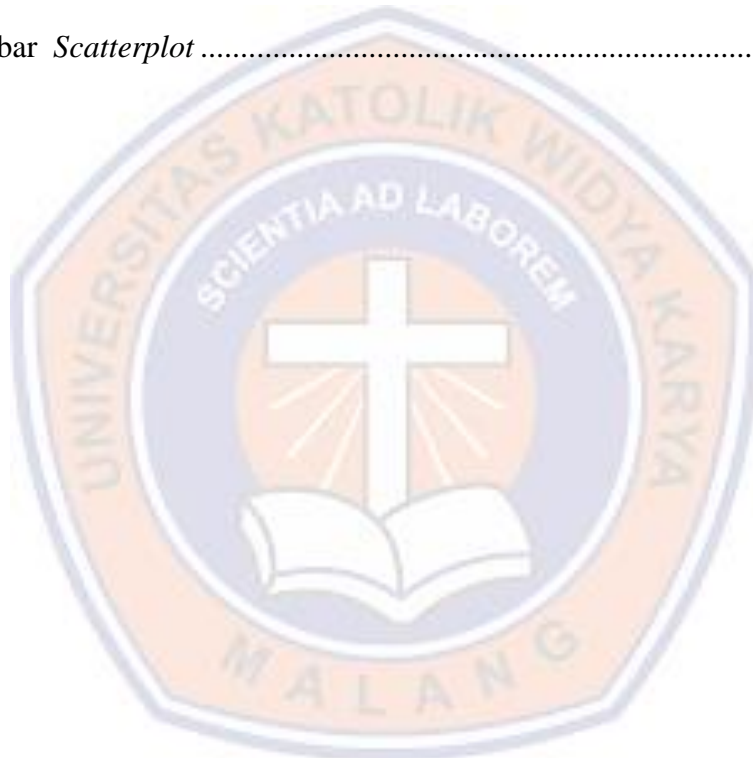 bar Scatterplot ......................................................................
UNIVERSITAS KATOLIK WIDYA KARYA
SCIENTIA AD LABOREM
MALANG